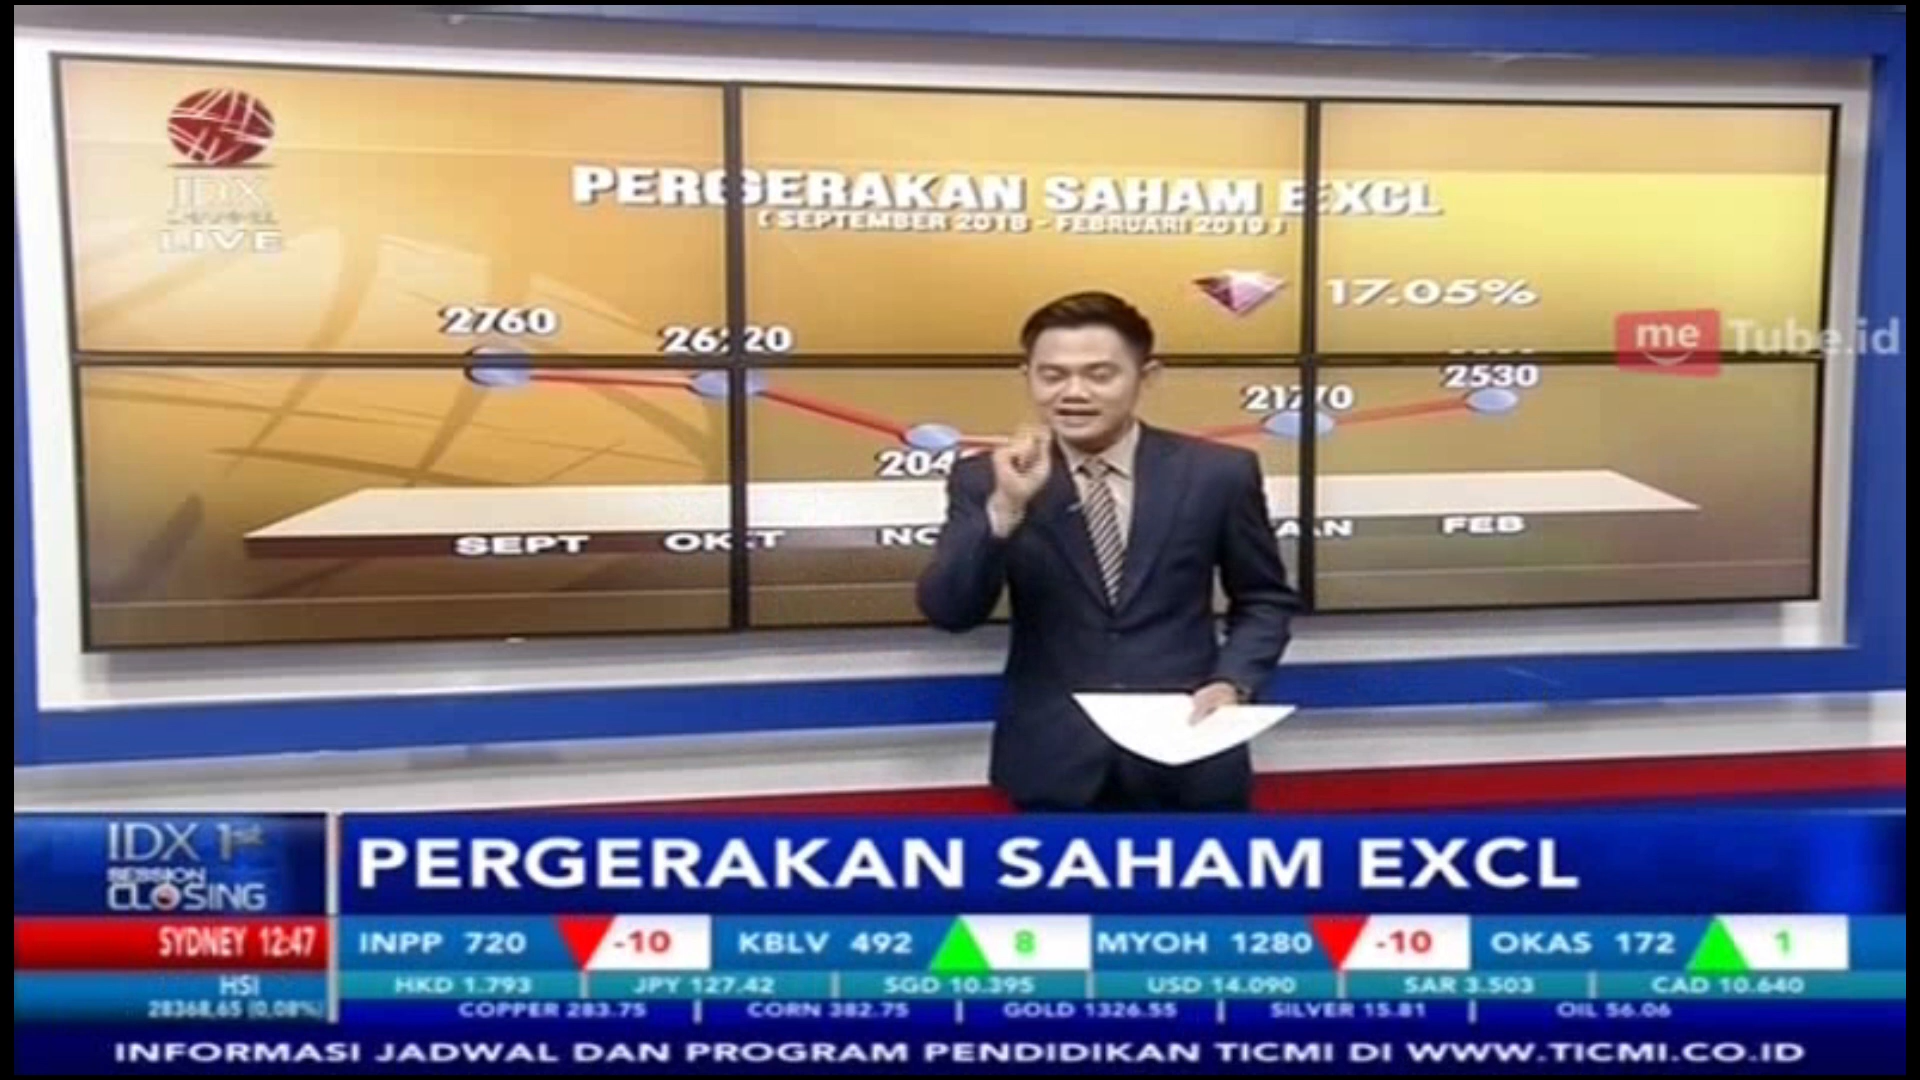 IDX
LIVE
PERGERAKAN SAHAM EXCL
( SEPTEMBER 2018 - FEBRUARI 2019 )
17.05%
me Tube.id
2760
2620
2170
2530
SEPT
OKT
FEB
IDX 1st
SESSION
CLOSING
PERGERAKAN SAHAM EXCL
SYDNEY 12:47
INPP 720 -10 KBLV 492 8 MYOH 1280 -10 OKAS 172 1
HSI
28368,65 (0,08%)
HKD 1.793 JPY 127.42 SGD 10.395 USD 14.090 SAR 3.503 CAD 10.640
COPPER 283.75 CORN 382.75 GOLD 1326.55 SILVER 15.81 OIL 56.06
INFORMASI JADWAL DAN PROGRAM PENDIDIKAN TICMI DI WWW.TICMI.CO.ID